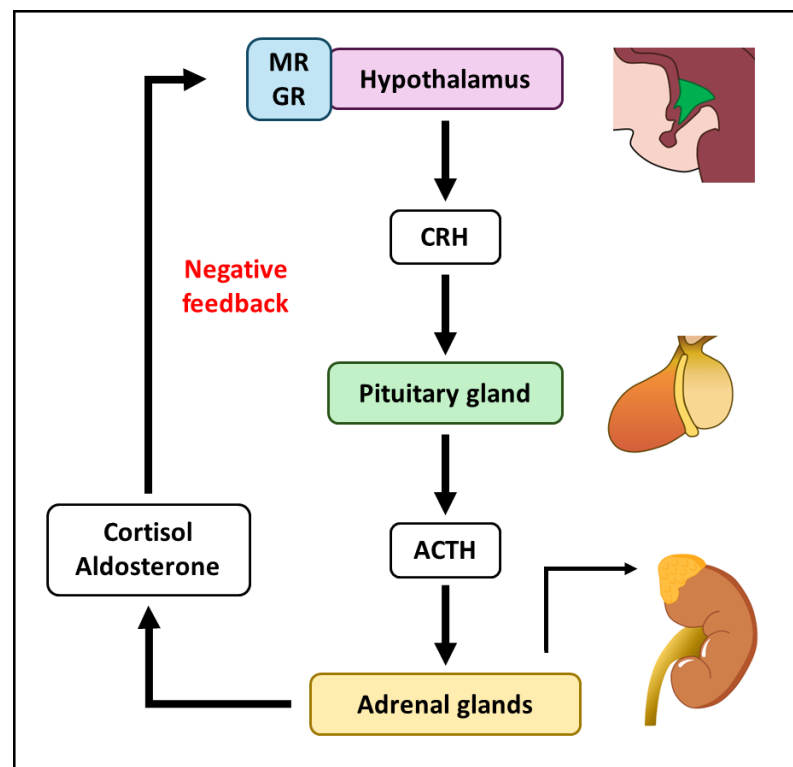 MR
GR
Hypothalamus
CRH
Negative
feedback
Pituitary gland
Cortisol
Aldosterone
ACTH
Adrenal glands